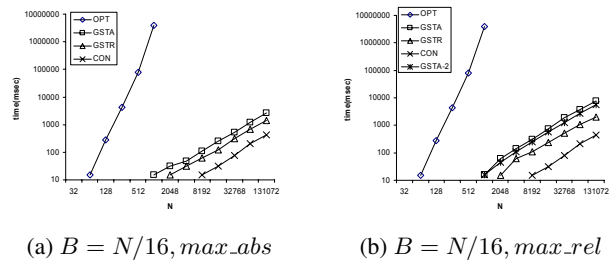 OPT
GSTA
GSTR
CON
10000000
1000000
100000
10000
1000
100
10
time(msec)
32 128 512 2048 8192 32768 131072
N
(a) B = N/16, max_abs
OPT
GSTA
GSTR
CON
GSTA-2
10000000
1000000
100000
10000
1000
100
10
time(msec)
32 128 512 2048 8192 32768 131072
N
(b) B = N/16, max_rel